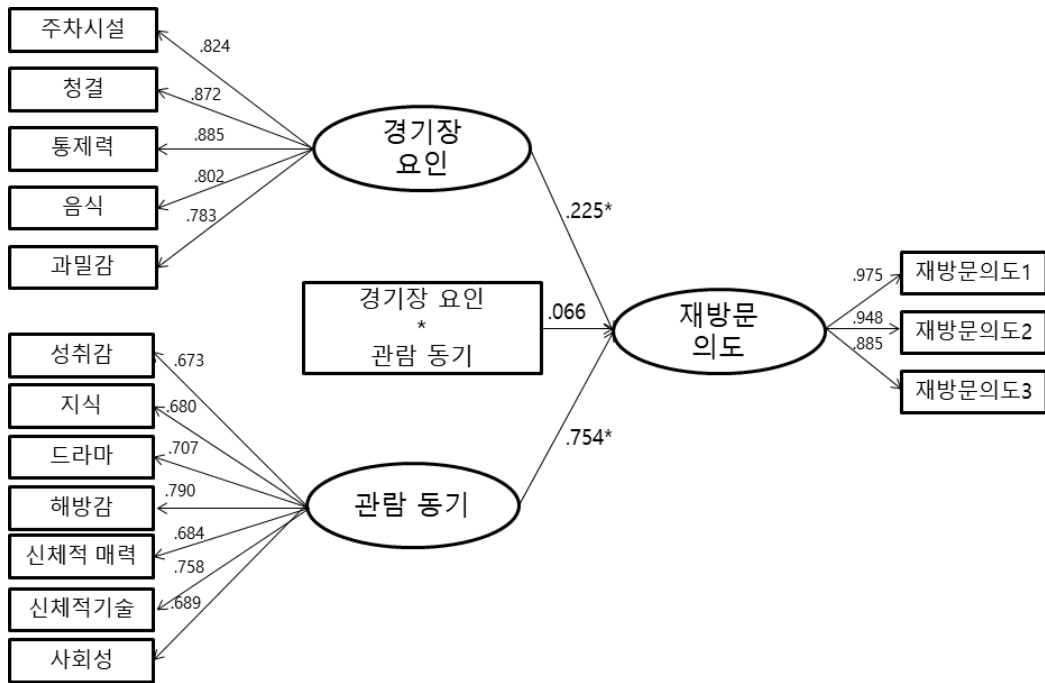 주차시설
.824
청결
.872
통제력
.885
음식
.802
과밀감
.783
경기장
요인
.225*
경기장 요인
*
관람 동기
.066
재방문
의도
.975
재방문의도1
.948
재방문의도2
.885
재방문의도3
성취감
.673
지식
.680
드라마
.707
해방감
.790
신체적 매력
.684
신체적기술
.758
사회성
.689
관람 동기
.754*